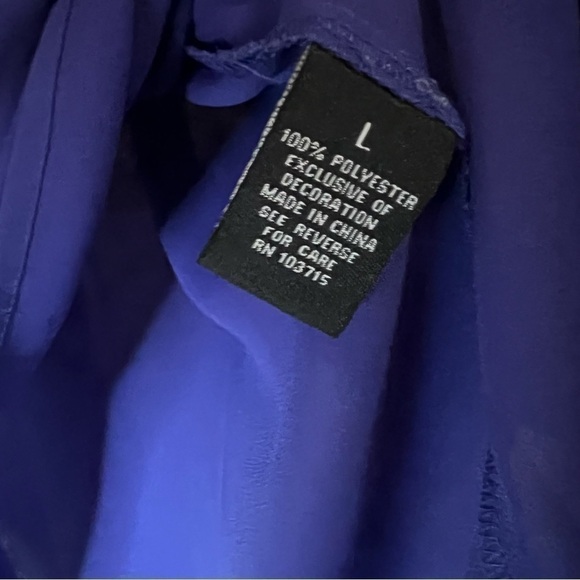 L
100% POLYESTER
EXCLUSIVE OF
DECORATION
MADE IN CHINA
SEE REVERSE
FOR CARE
RN 103715